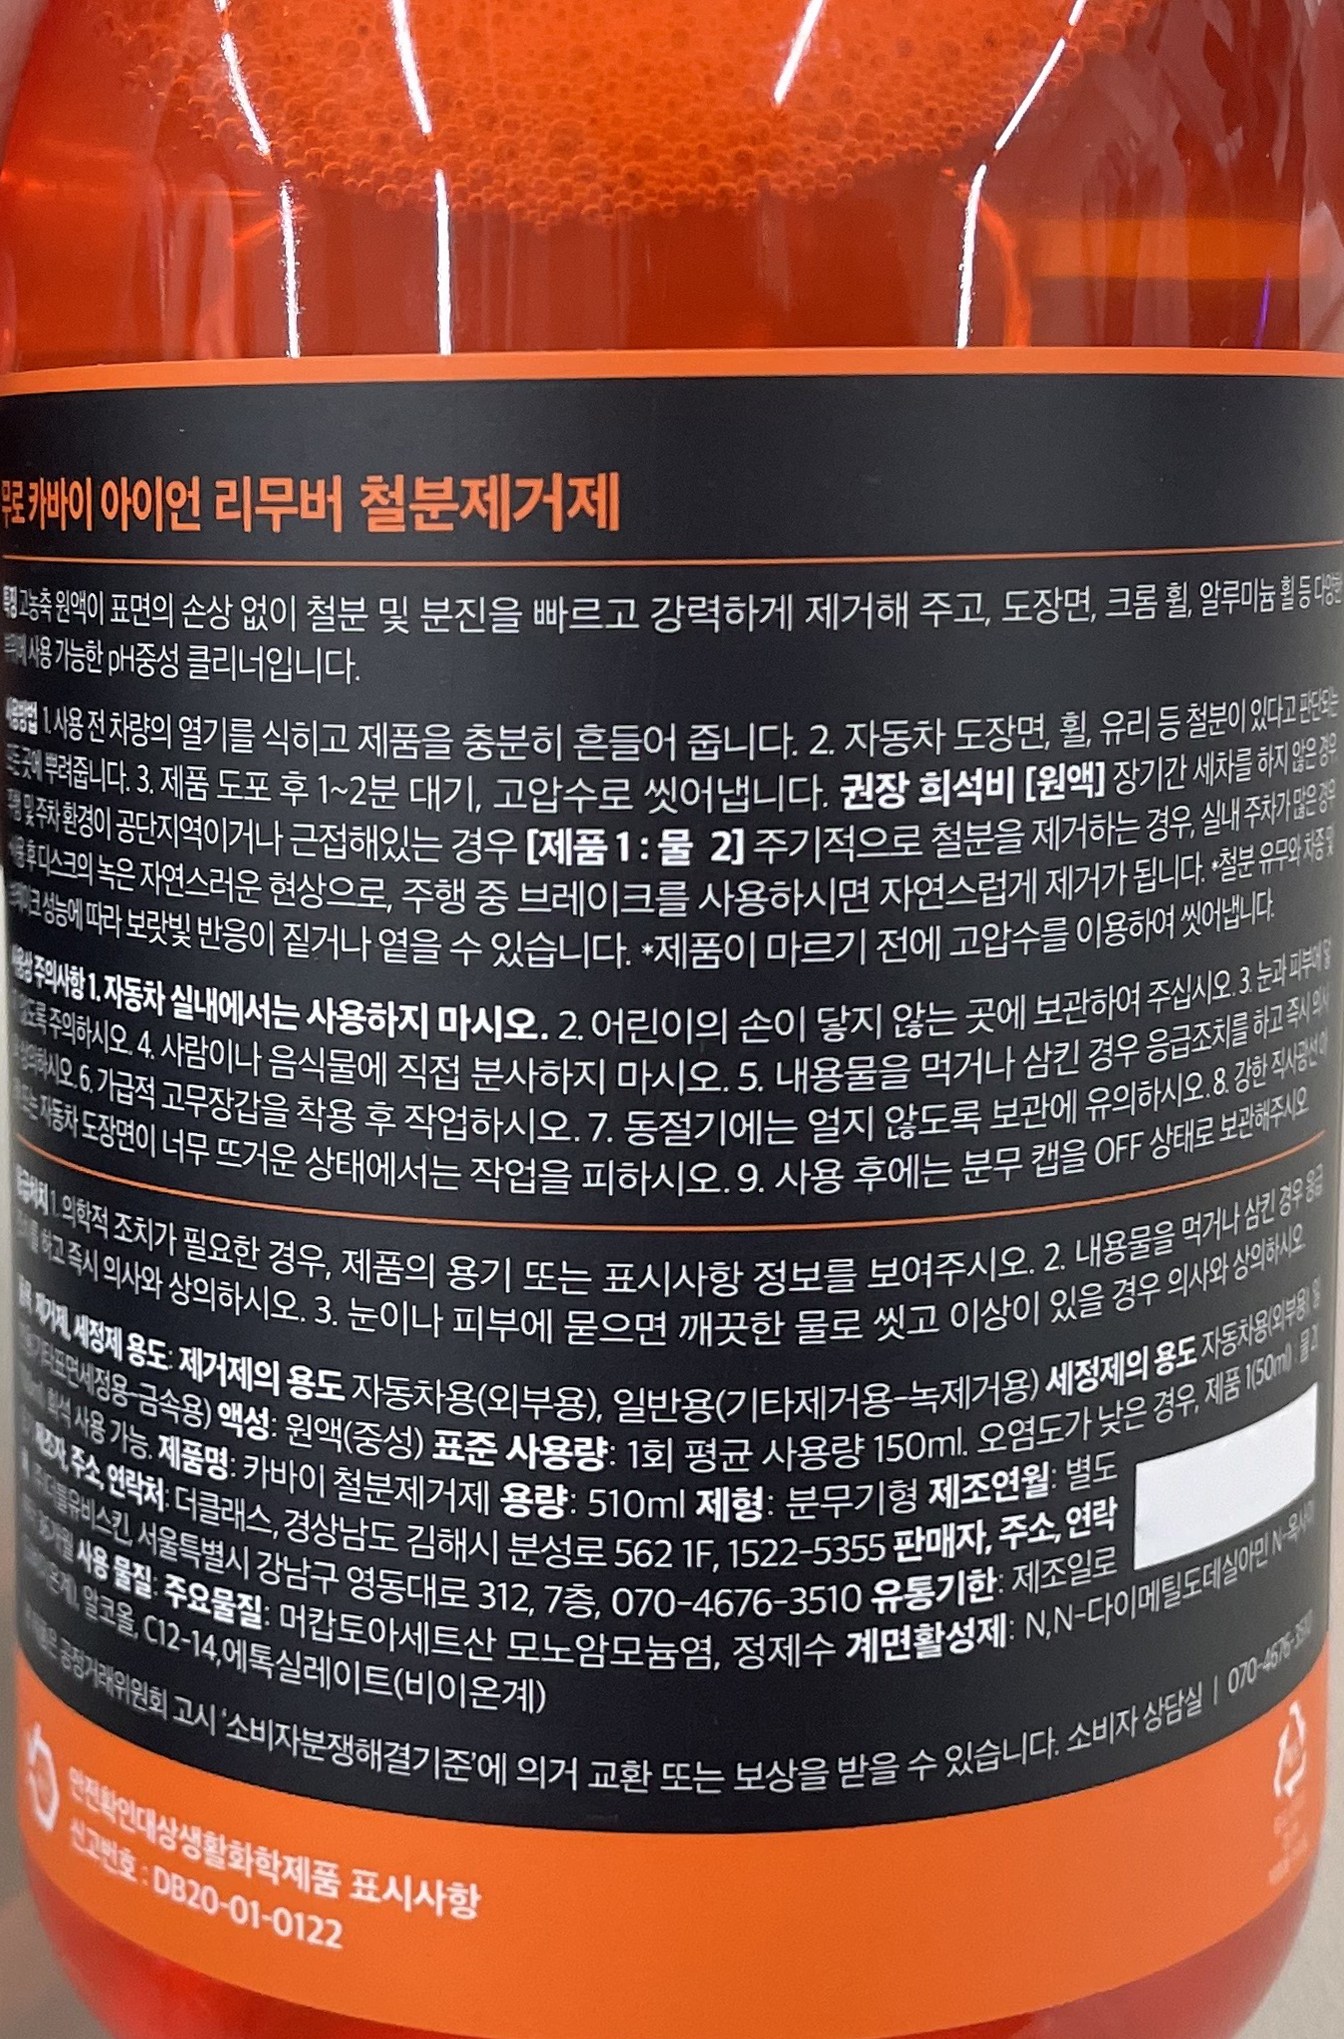 무로 카바이 아이언 리무버 철분제거제
특징 고농축 원액이 표면의 손상 없이 철분 및 분진을 빠르고 강력하게 제거해 주고, 도장면, 크롬 휠, 알루미늄 휠 등 다양한
사용 가능한 pH중성 클리너입니다.
사용방법 1. 사용 전 차량의 열기를 식히고 제품을 충분히 흔들어 줍니다. 2. 자동차 도장면, 휠, 유리 등 철분이 있다고 판단되는
모든 곳에 뿌려줍니다. 3. 제품 도포 후 1~2분 대기, 고압수로 씻어냅니다. 권장 희석비 [원액] 장기간 세차를 하지 않은 경우,
주행 및 주차 환경이 공단지역이거나 근접해있는 경우 [제품 1 : 물 2] 주기적으로 철분을 제거하는 경우, 실내 주차가 많은 경우
사용 후 디스크의 녹은 자연스러운 현상으로, 주행 중 브레이크를 사용하시면 자연스럽게 제거가 됩니다. *철분 유무와 차종 및
브레이크 성능에 따라 보랏빛 반응이 짙거나 옅을 수 있습니다. *제품이 마르기 전에 고압수를 이용하여 씻어냅니다.
사용상 주의사항 1. 자동차 실내에서는 사용하지 마시오. 2. 어린이의 손이 닿지 않는 곳에 보관하여 주십시오. 3. 눈과 피부에 닿
않도록 주의하시오. 4. 사람이나 음식물에 직접 분사하지 마시오. 5. 내용물을 먹거나 삼킨 경우 응급조치를 하고 즉시 의사
상의하시오. 6. 가급적 고무장갑을 착용 후 작업하시오. 7. 동절기에는 얼지 않도록 보관에 유의하시오. 8. 강한 직사광선 아
또는 자동차 도장면이 너무 뜨거운 상태에서는 작업을 피하시오. 9. 사용 후에는 분무 캡을 OFF 상태로 보관해주시오
응급처치 1. 의학적 조치가 필요한 경우, 제품의 용기 또는 표시사항 정보를 보여주시오. 2. 내용물을 먹거나 삼킨 경우 응급
조치를 하고 즉시 의사와 상의하시오. 3. 눈이나 피부에 묻으면 깨끗한 물로 씻고 이상이 있을 경우 의사와 상의하시오.
품목: 제거제, 세정제 용도: 제거제의 용도 자동차용(외부용), 일반용(기타제거용-녹제거용) 세정제의 용도 자동차용(외부용), 일
기타표면세정용-금속용) 액성: 원액(중성) 표준 사용량: 1회 평균 사용량 150ml. 오염도가 낮은 경우, 제품 1(50ml) : 물 2(
희석 사용 가능. 제품명: 카바이 철분제거제 용량: 510ml 제형: 분무기형 제조연월: 별도
제조자, 주소, 연락처: 더클래스, 경상남도 김해시 분성로 562 1F, 1522-5355 판매자, 주소, 연락
더블유비스킨, 서울특별시 강남구 영동대로 312, 7층, 070-4676-3510 유통기한: 제조일로
36개월 사용 물질: 주요물질: 머캅토아세트산 모노암모늄염, 정제수 계면활성제: N,N-다이메틸도데실아민 N-옥사이
알코올, C12-14,에톡실레이트(비이온계)
공정거래위원회 고시 '소비자분쟁해결기준'에 의거 교환 또는 보상을 받을 수 있습니다. 소비자 상담실 | 070-4676-3510
안전확인대상생활화학제품 표시사항
신고번호 : DB20-01-0122